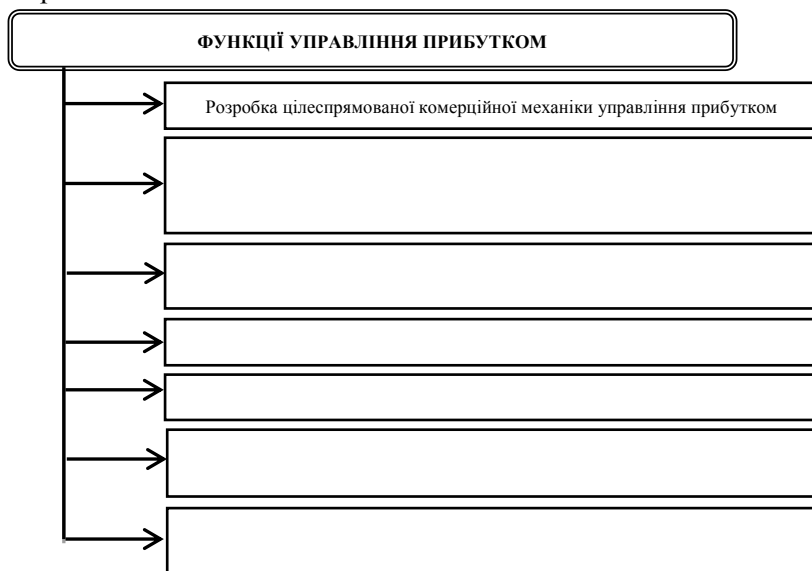 ФУНКЦІЇ УПРАВЛІННЯ ПРИБУТКОМ
Розробка цілеспрямованої комерційної механіки управління прибутком